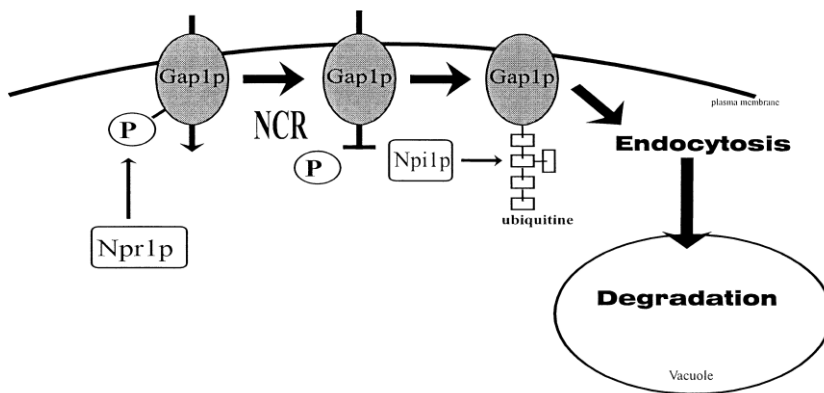 Gap1p
Gap1p
Gap1p
plasma membrane
P
NCR
P
Npi1p
Endocytosis
ubiquitine
Npr1p
Degradation
Vacuole